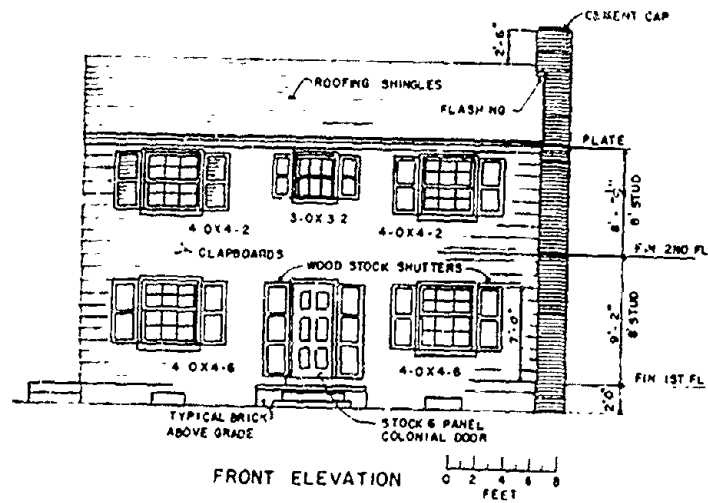 CEMENT CAP
2'-6"
ROOFING SHINGLES
FLASHING
PLATE
4-0X4-2
3-0X3-2
4-0X4-2
8' STUD
CLAPBOARDS
FIN 2ND FL
WOOD STOCK SHUTTERS
7'-0"
9'-2"
8' STUD
4-0X4-6
4-0X4-6
FIN 1ST FL
2'0"
TYPICAL BRICK
ABOVE GRADE
STOCK 6 PANEL
COLONIAL DOOR
FRONT ELEVATION
0 2 4 6 8
FEET